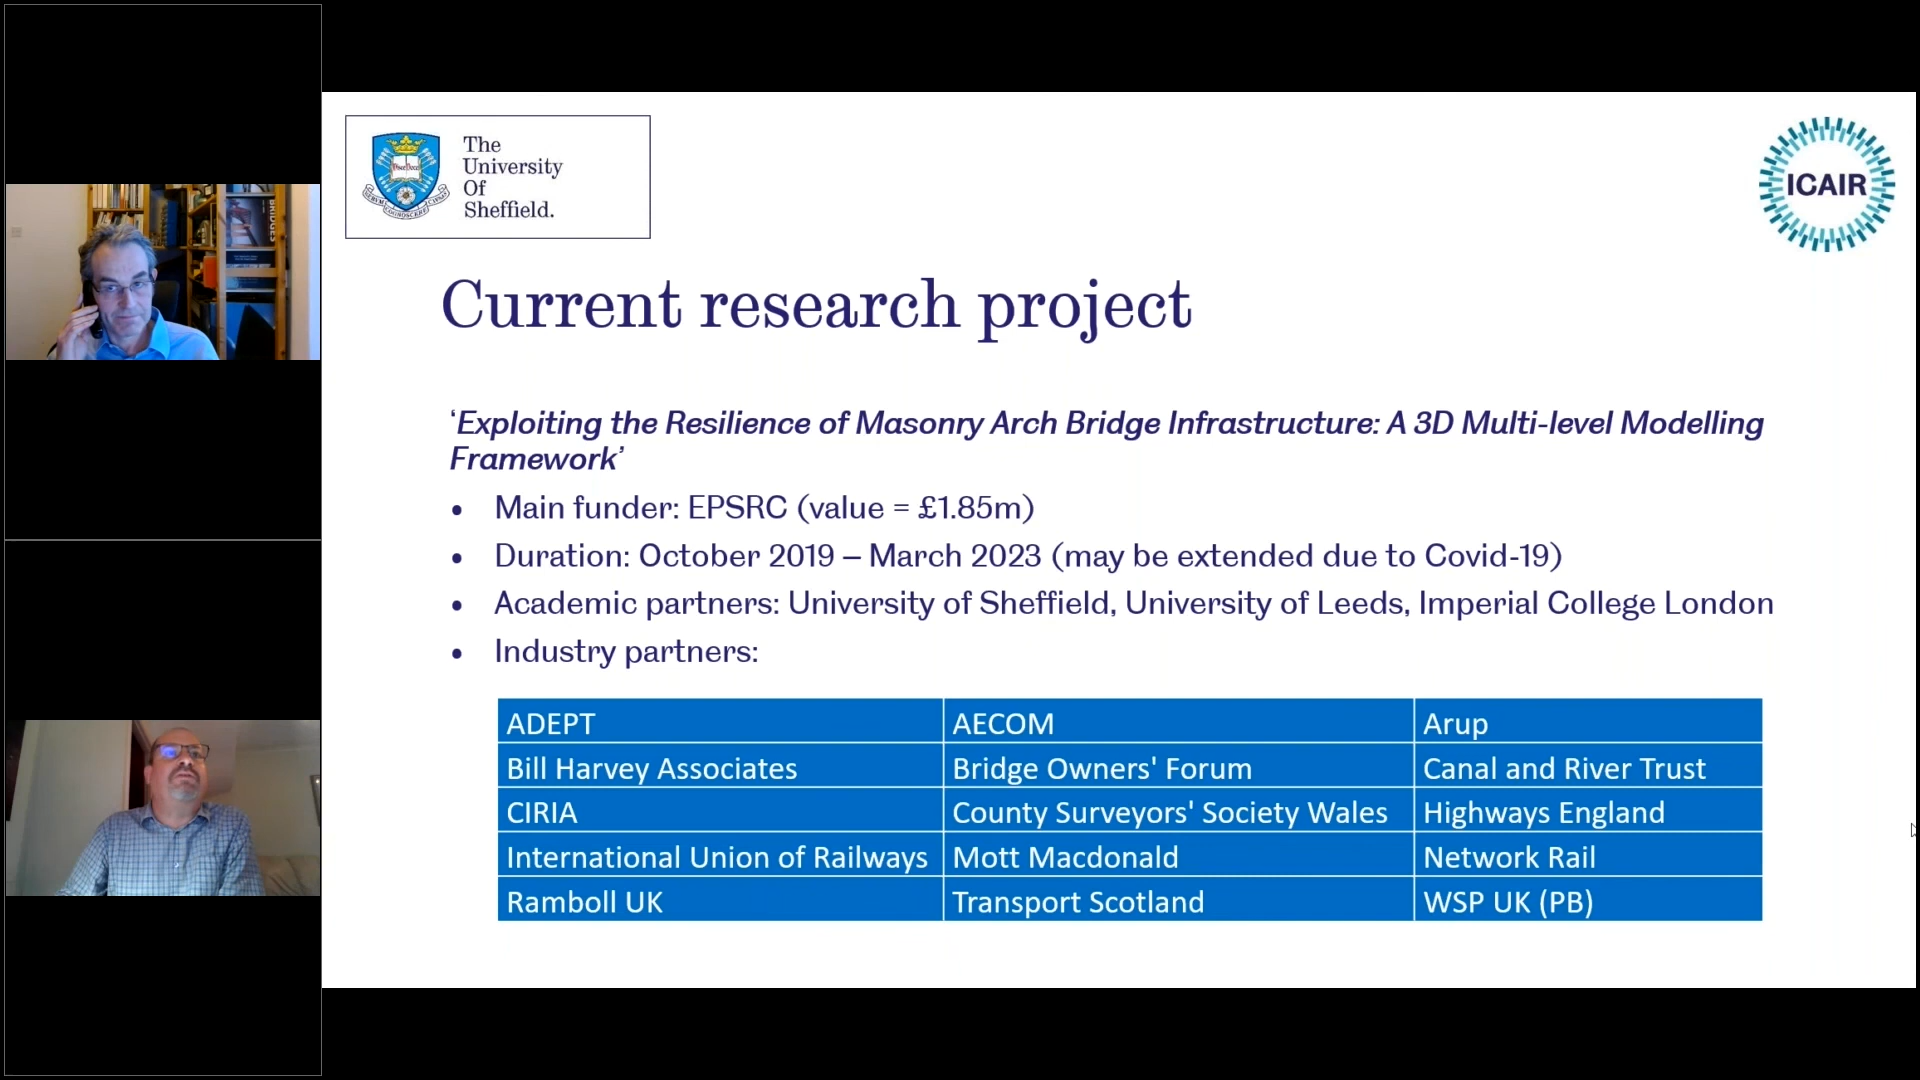 The
University
Of
Sheffield.
ICAIR
Current research project
‘Exploiting the Resilience of Masonry Arch Bridge Infrastructure: A 3D Multi-level Modelling
Framework’
• Main funder: EPSRC (value = £1.85m)
• Duration: October 2019 – March 2023 (may be extended due to Covid-19)
• Academic partners: University of Sheffield, University of Leeds, Imperial College London
• Industry partners:
ADEPT AECOM Arup
Bill Harvey Associates Bridge Owners' Forum Canal and River Trust
CIRIA County Surveyors' Society Wales Highways England
International Union of Railways Mott Macdonald Network Rail
Ramboll UK Transport Scotland WSP UK (PB)
BRIDGES